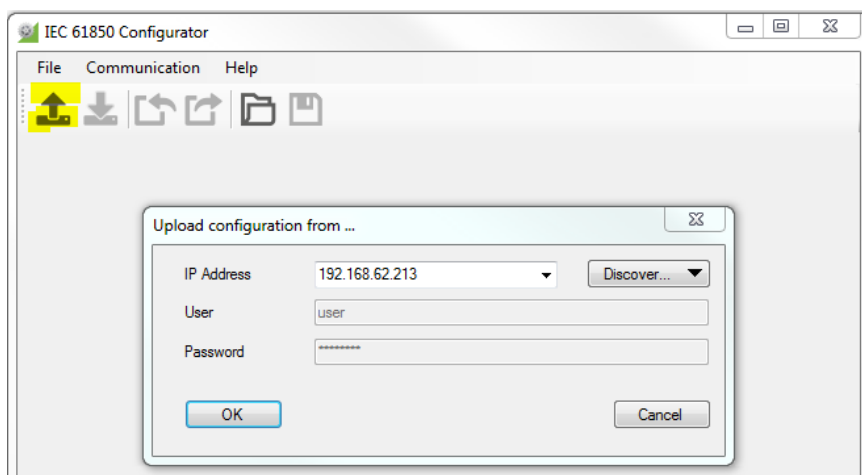 IEC 61850 Configurator
File Communication Help
Upload configuration from ...
IP Address 192.168.62.213 Discover...
User user
Password ********
OK Cancel